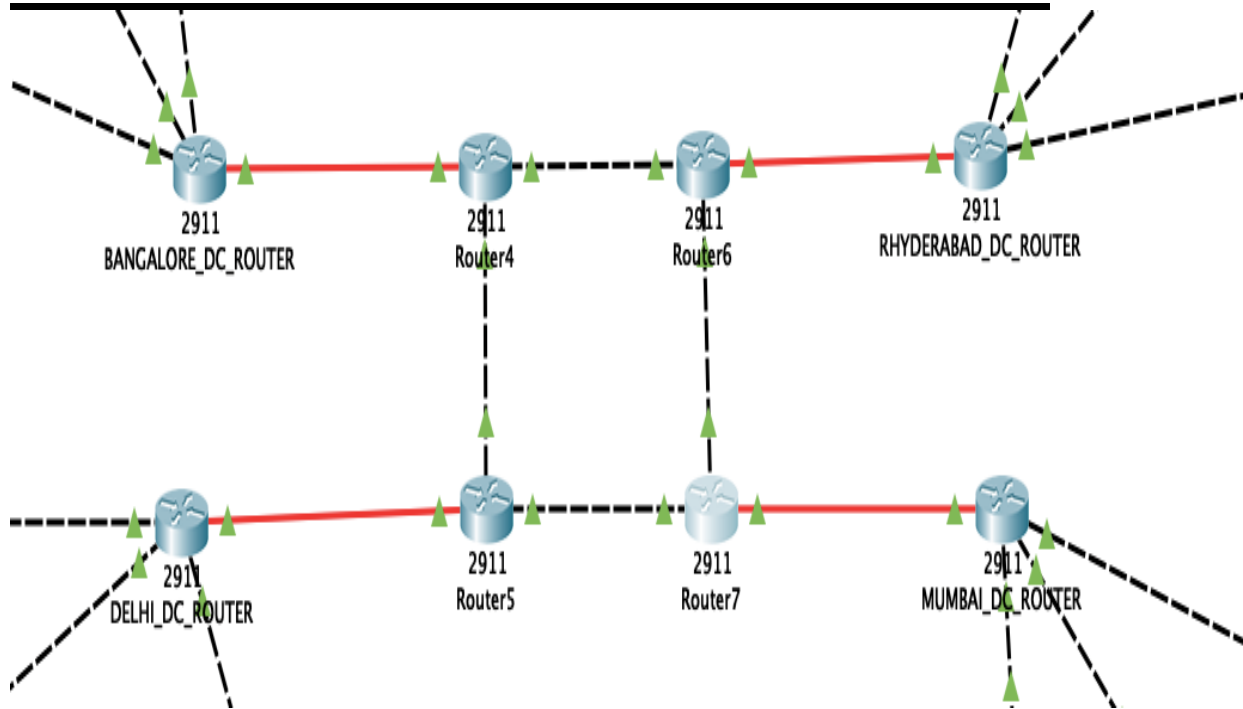 2911
BANGALORE_DC_ROUTER
2911
Router4
2911
Router6
2911
RHYDERABAD_DC_ROUTER
2911
DELHI_DC_ROUTER
2911
Router5
2911
Router7
2911
MUMBAI_DC_ROUTER